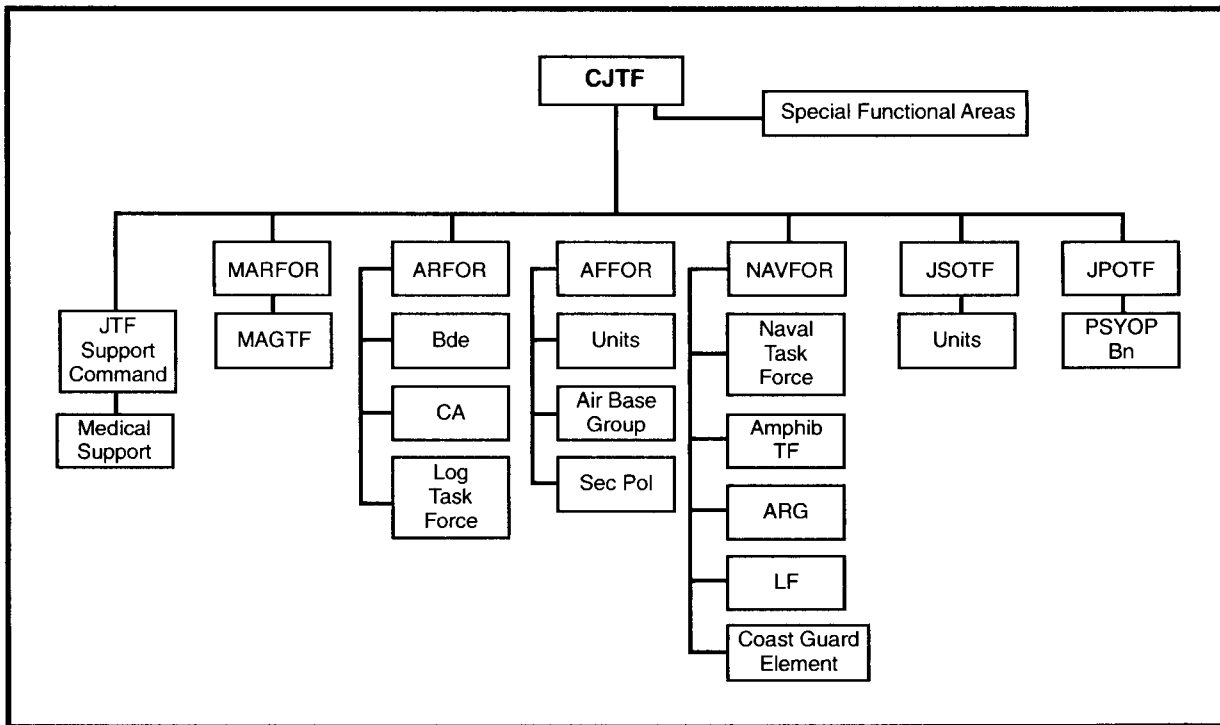 CJTF
Special Functional Areas
JTF
Support
Command
Medical
Support
MARFOR
MAGTF
ARFOR
Bde
CA
Log
Task
Force
AFFOR
Units
Air Base
Group
Sec Pol
NAVFOR
Naval
Task
Force
Amphib
TF
ARG
LF
Coast Guard
Element
JSOTF
Units
JPOTF
PSYOP
Bn